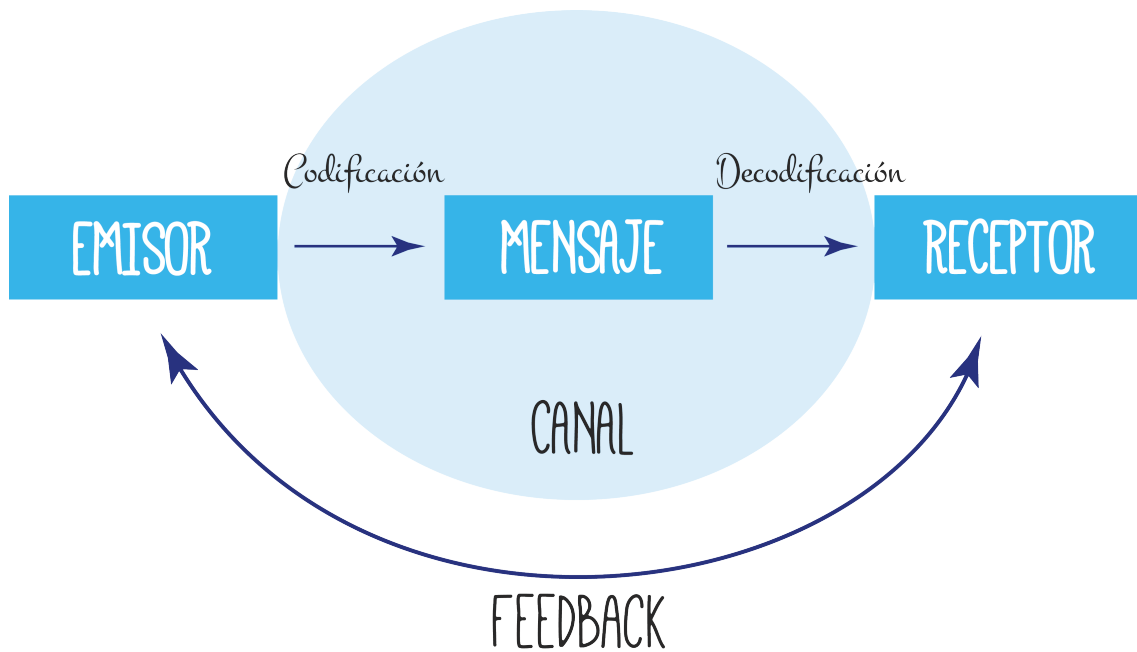 Codificación
Decodificación
EMISOR
MENSAJE
RECEPTOR
CANAL
FEEDBACK